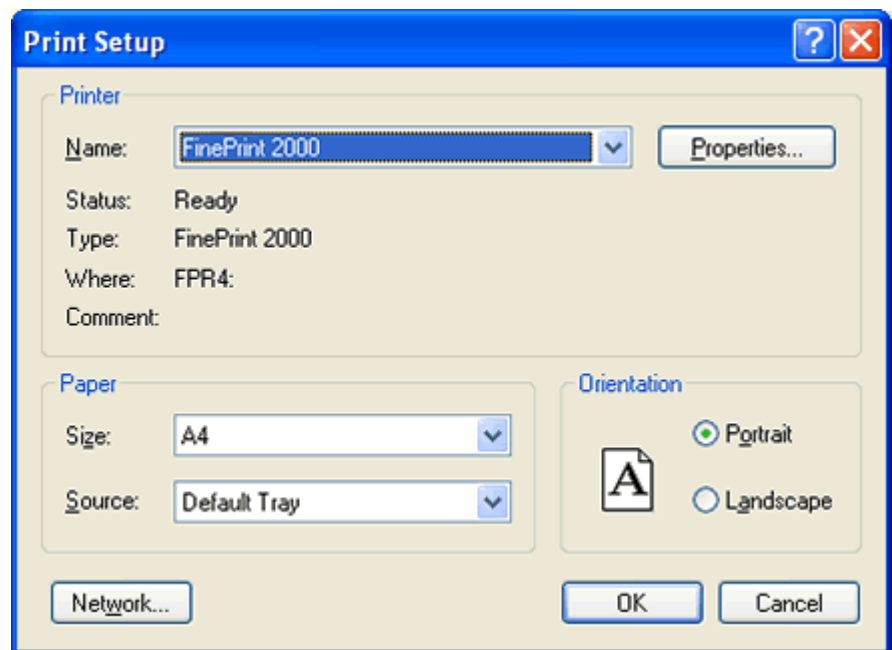 Print Setup
Printer
Name: FinePrint 2000 Properties...
Status: Ready
Type: FinePrint 2000
Where: FPR4:
Comment:
Paper
Size: A4
Source: Default Tray
Orientation
A
Portrait
Landscape
Network... OK Cancel